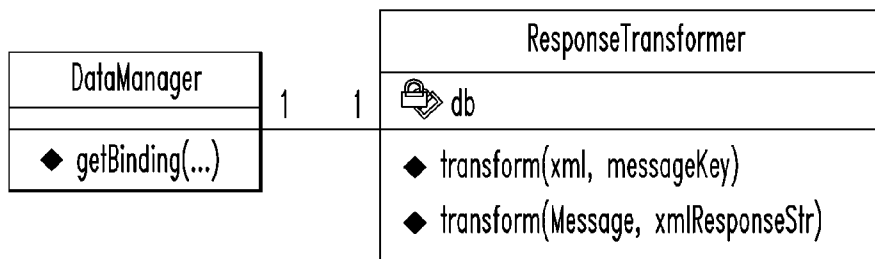 DataManager
getBinding(...)
1 1
ResponseTransformer
db
transform(xml, messageKey)
transform(Message, xmlResponseStr)